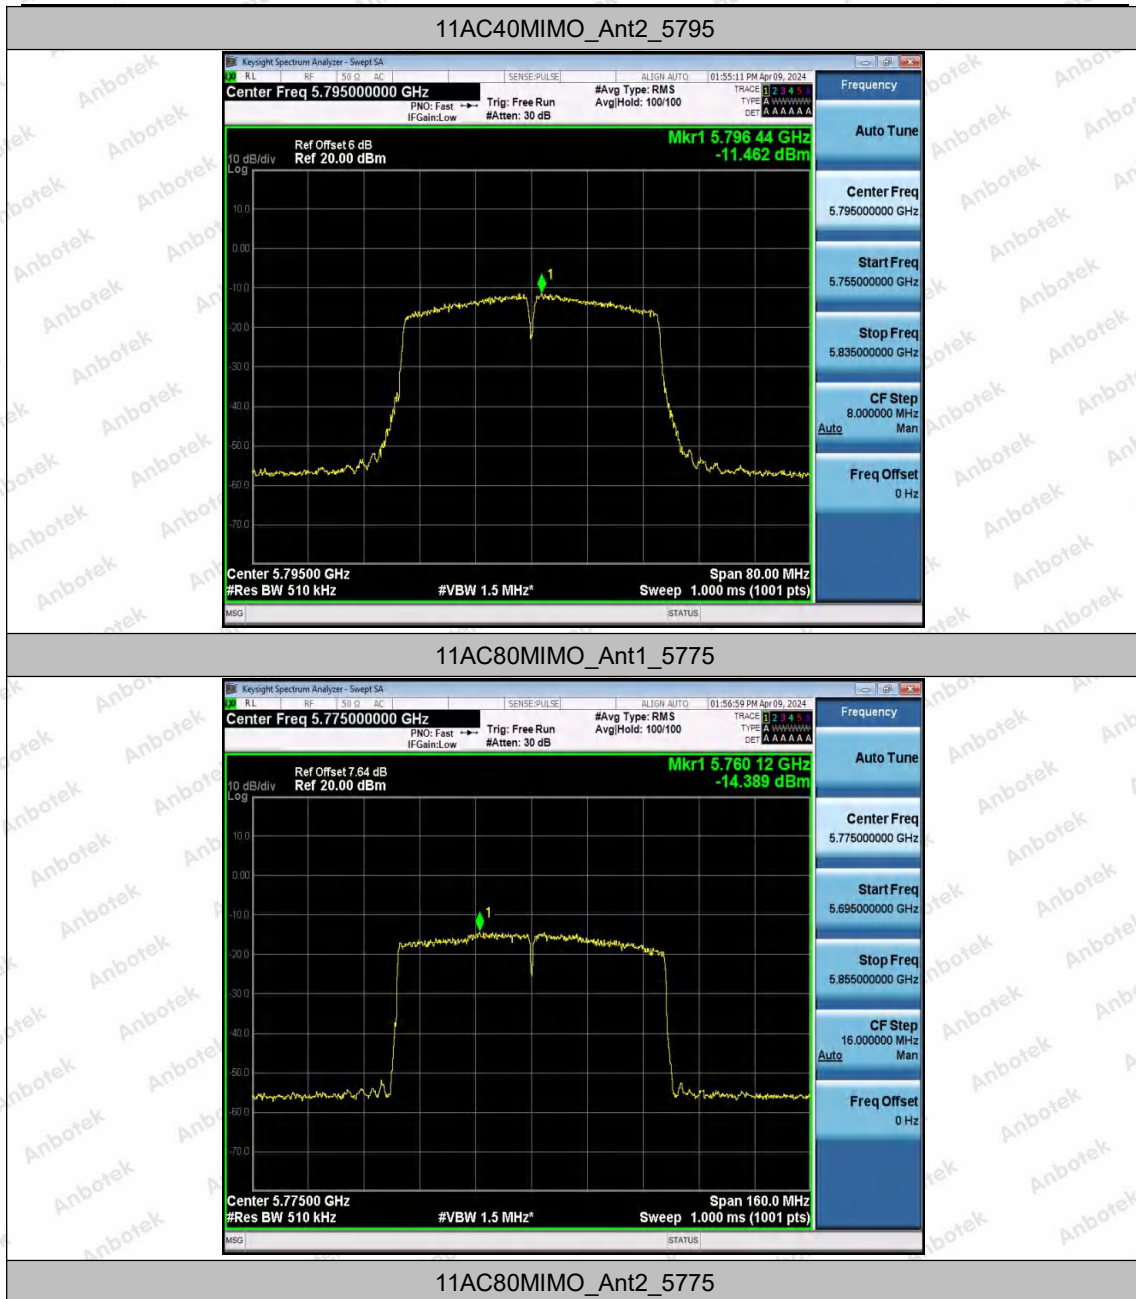 11AC40MIMO_Ant2_5795
Keysight Spectrum Analyzer - Swept SA
RL RF 50 Ω AC SENSE:PULSE ALIGN AUTO 01:55:11 PM Apr 09, 2024
Center Freq 5.795000000 GHz
PNO: Fast
IFGain:Low
Trig: Free Run
#Atten: 30 dB
#Avg Type: RMS
Avg|Hold: 100/100
TRACE 1 2 3 4 5
TYPE A
DET A A A A A A
Mkr1 5.796 44 GHz
-11.462 dBm
Ref Offset 6 dB
10 dB/div Ref 20.00 dBm
Log
10.0
0.00
-10.0
-20.0
-30.0
-40.0
-50.0
-60.0
-70.0
1
Center 5.79500 GHz Span 80.00 MHz
#Res BW 510 kHz #VBW 1.5 MHz* Sweep 1.000 ms (1001 pts)
MSG STATUS
Frequency
Auto Tune
Center Freq
5.795000000 GHz
Start Freq
5.755000000 GHz
Stop Freq
5.835000000 GHz
CF Step
8.000000 MHz
Auto Man
Freq Offset
0 Hz
11AC80MIMO_Ant1_5775
Keysight Spectrum Analyzer - Swept SA
RL RF 50 Ω AC SENSE:PULSE ALIGN AUTO 01:56:59 PM Apr 09, 2024
Center Freq 5.775000000 GHz
PNO: Fast
IFGain:Low
Trig: Free Run
#Atten: 30 dB
#Avg Type: RMS
Avg|Hold: 100/100
TRACE 1 2 3 4 5
TYPE A
DET A A A A A A
Mkr1 5.760 12 GHz
-14.389 dBm
Ref Offset 7.64 dB
10 dB/div Ref 20.00 dBm
Log
10.0
0.00
-10.0
-20.0
-30.0
-40.0
-50.0
-60.0
-70.0
1
Center 5.77500 GHz Span 160.0 MHz
#Res BW 510 kHz #VBW 1.5 MHz* Sweep 1.000 ms (1001 pts)
MSG STATUS
Frequency
Auto Tune
Center Freq
5.775000000 GHz
Start Freq
5.695000000 GHz
Stop Freq
5.855000000 GHz
CF Step
16.000000 MHz
Auto Man
Freq Offset
0 Hz
11AC80MIMO_Ant2_5775